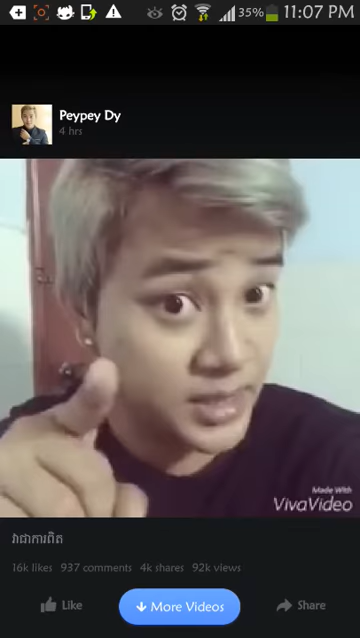 35% 11:07 PM
Peypey Dy
4 hrs
Made With
VivaVideo
វាជាការពិត
16k likes 937 comments 4k shares 92k views
Like More Videos Share